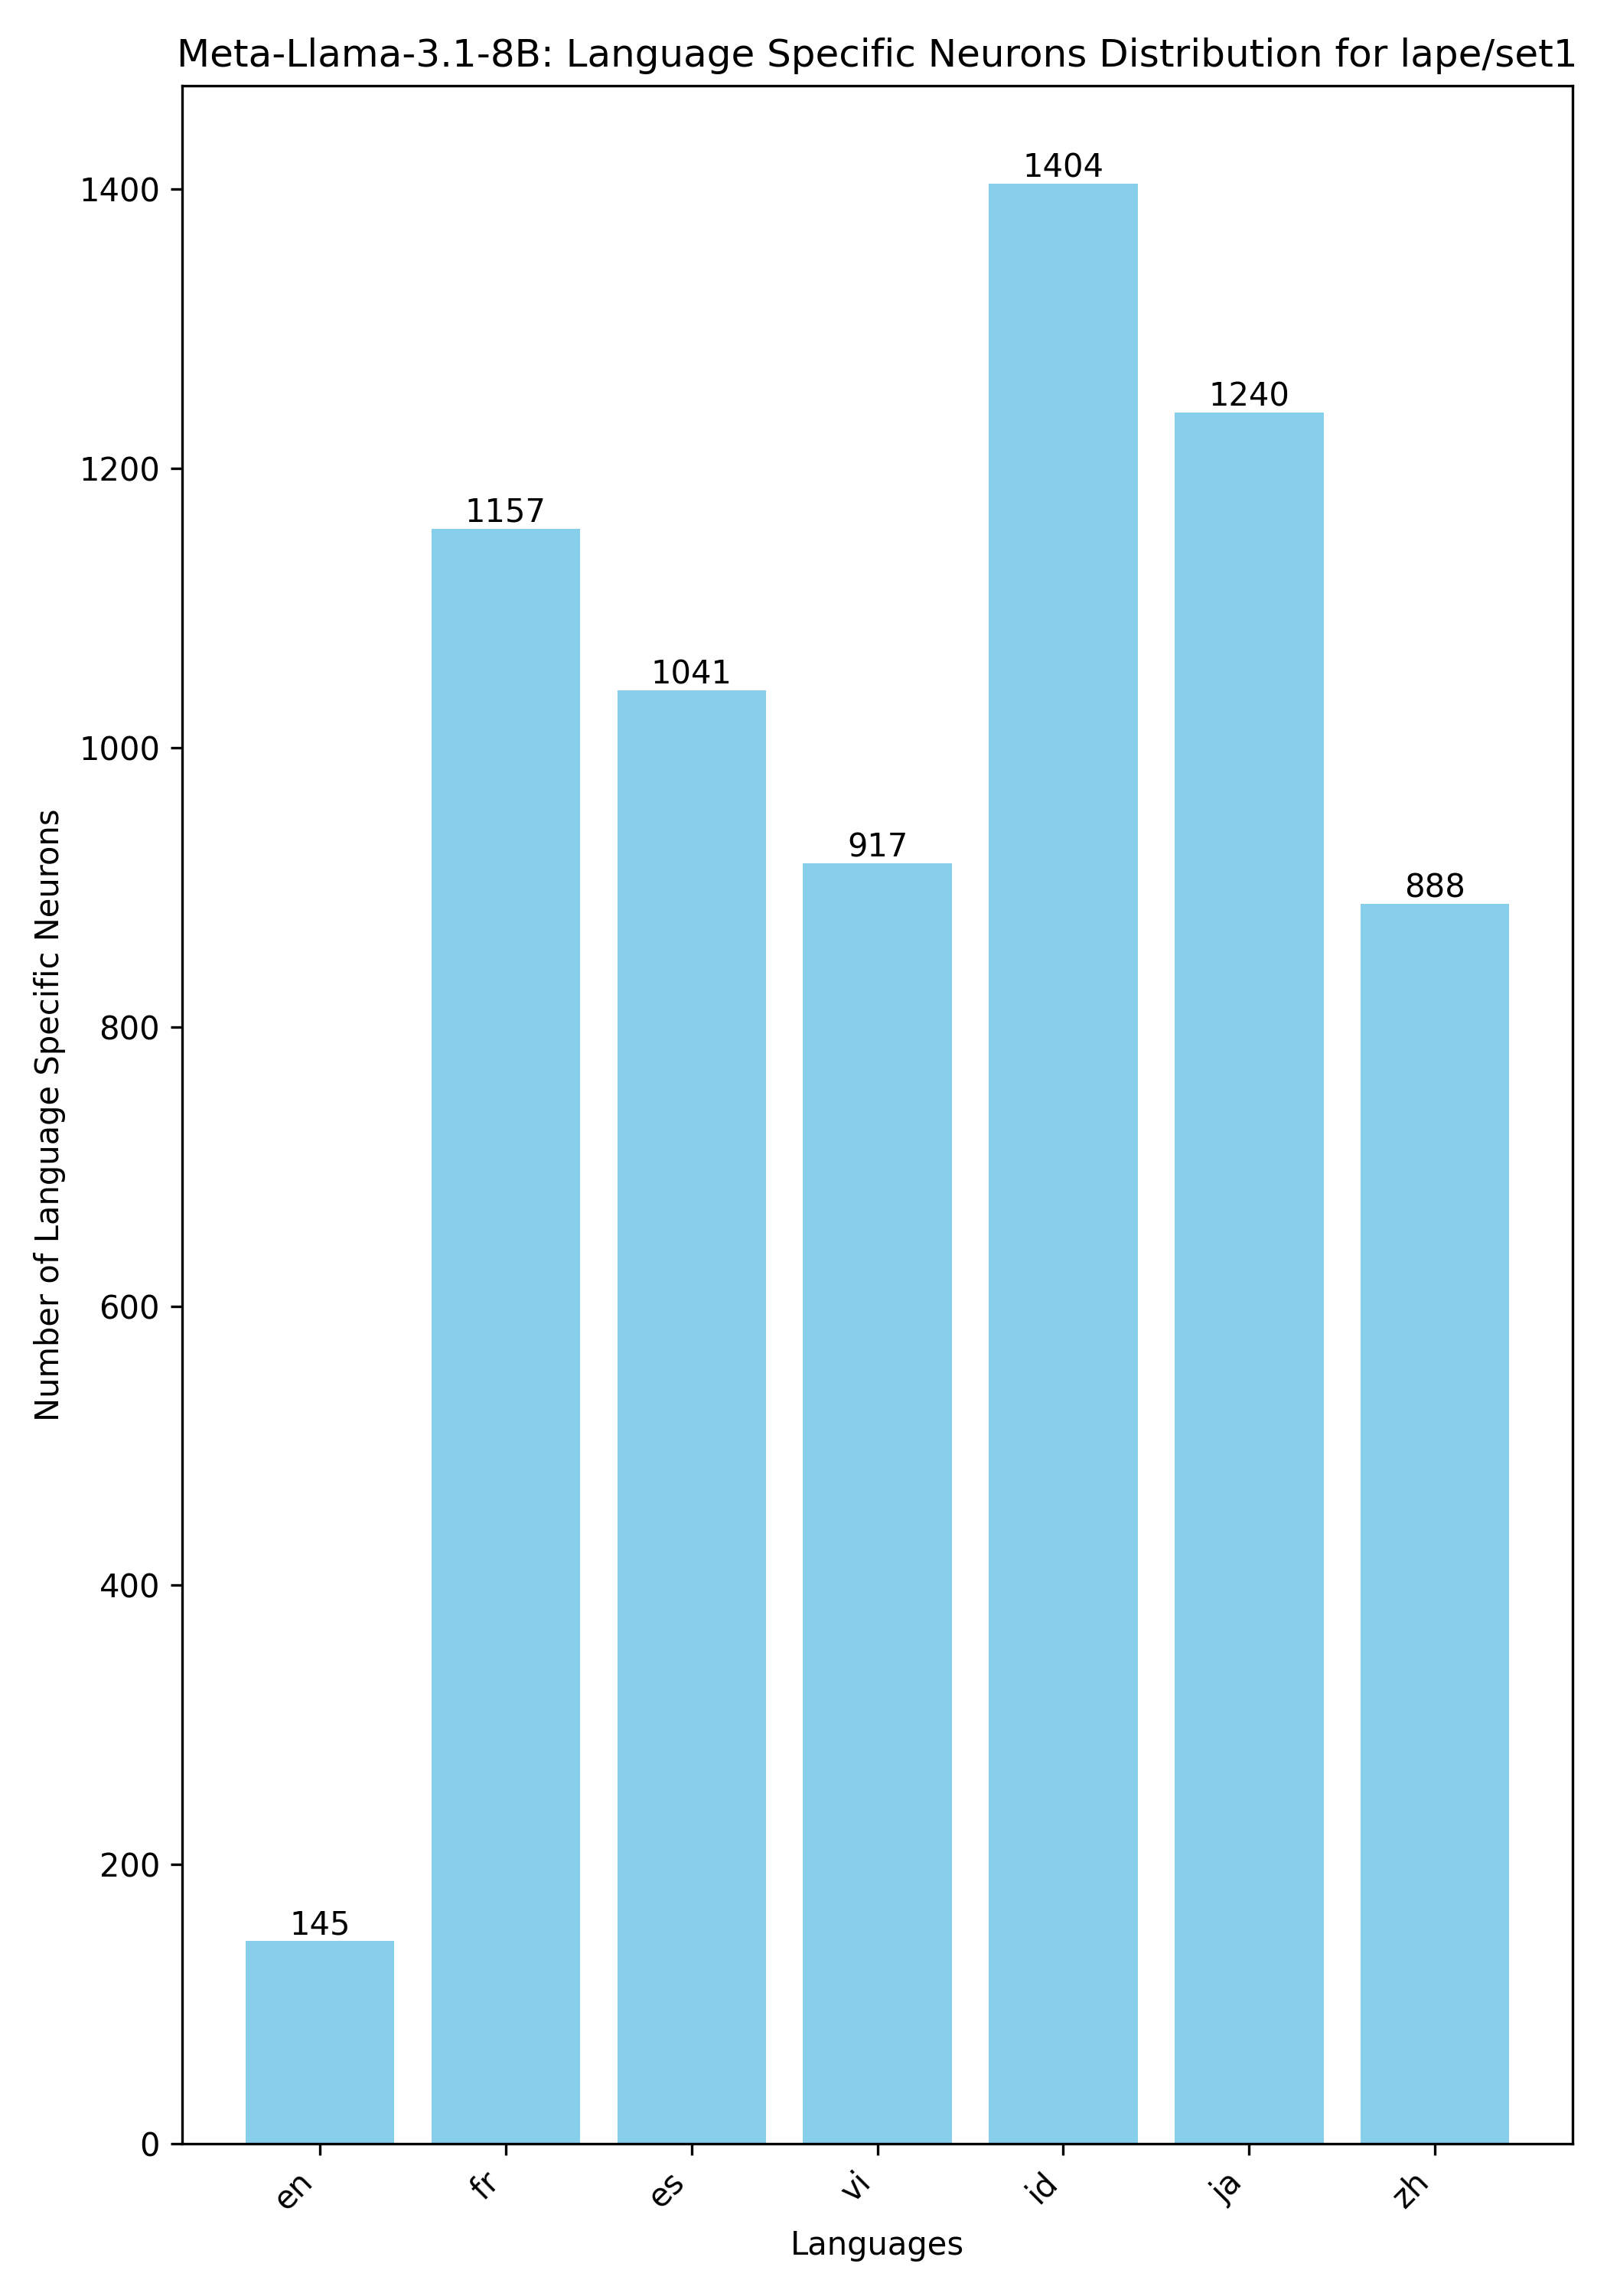 Meta-Llama-3.1-8B: Language Specific Neurons Distribution for lape/set1
Number of Language Specific Neurons
1400
1200
1000
800
600
400
200
0
145
1157
1041
917
1404
1240
888
en
fr
es
vi
id
ja
zh
Languages